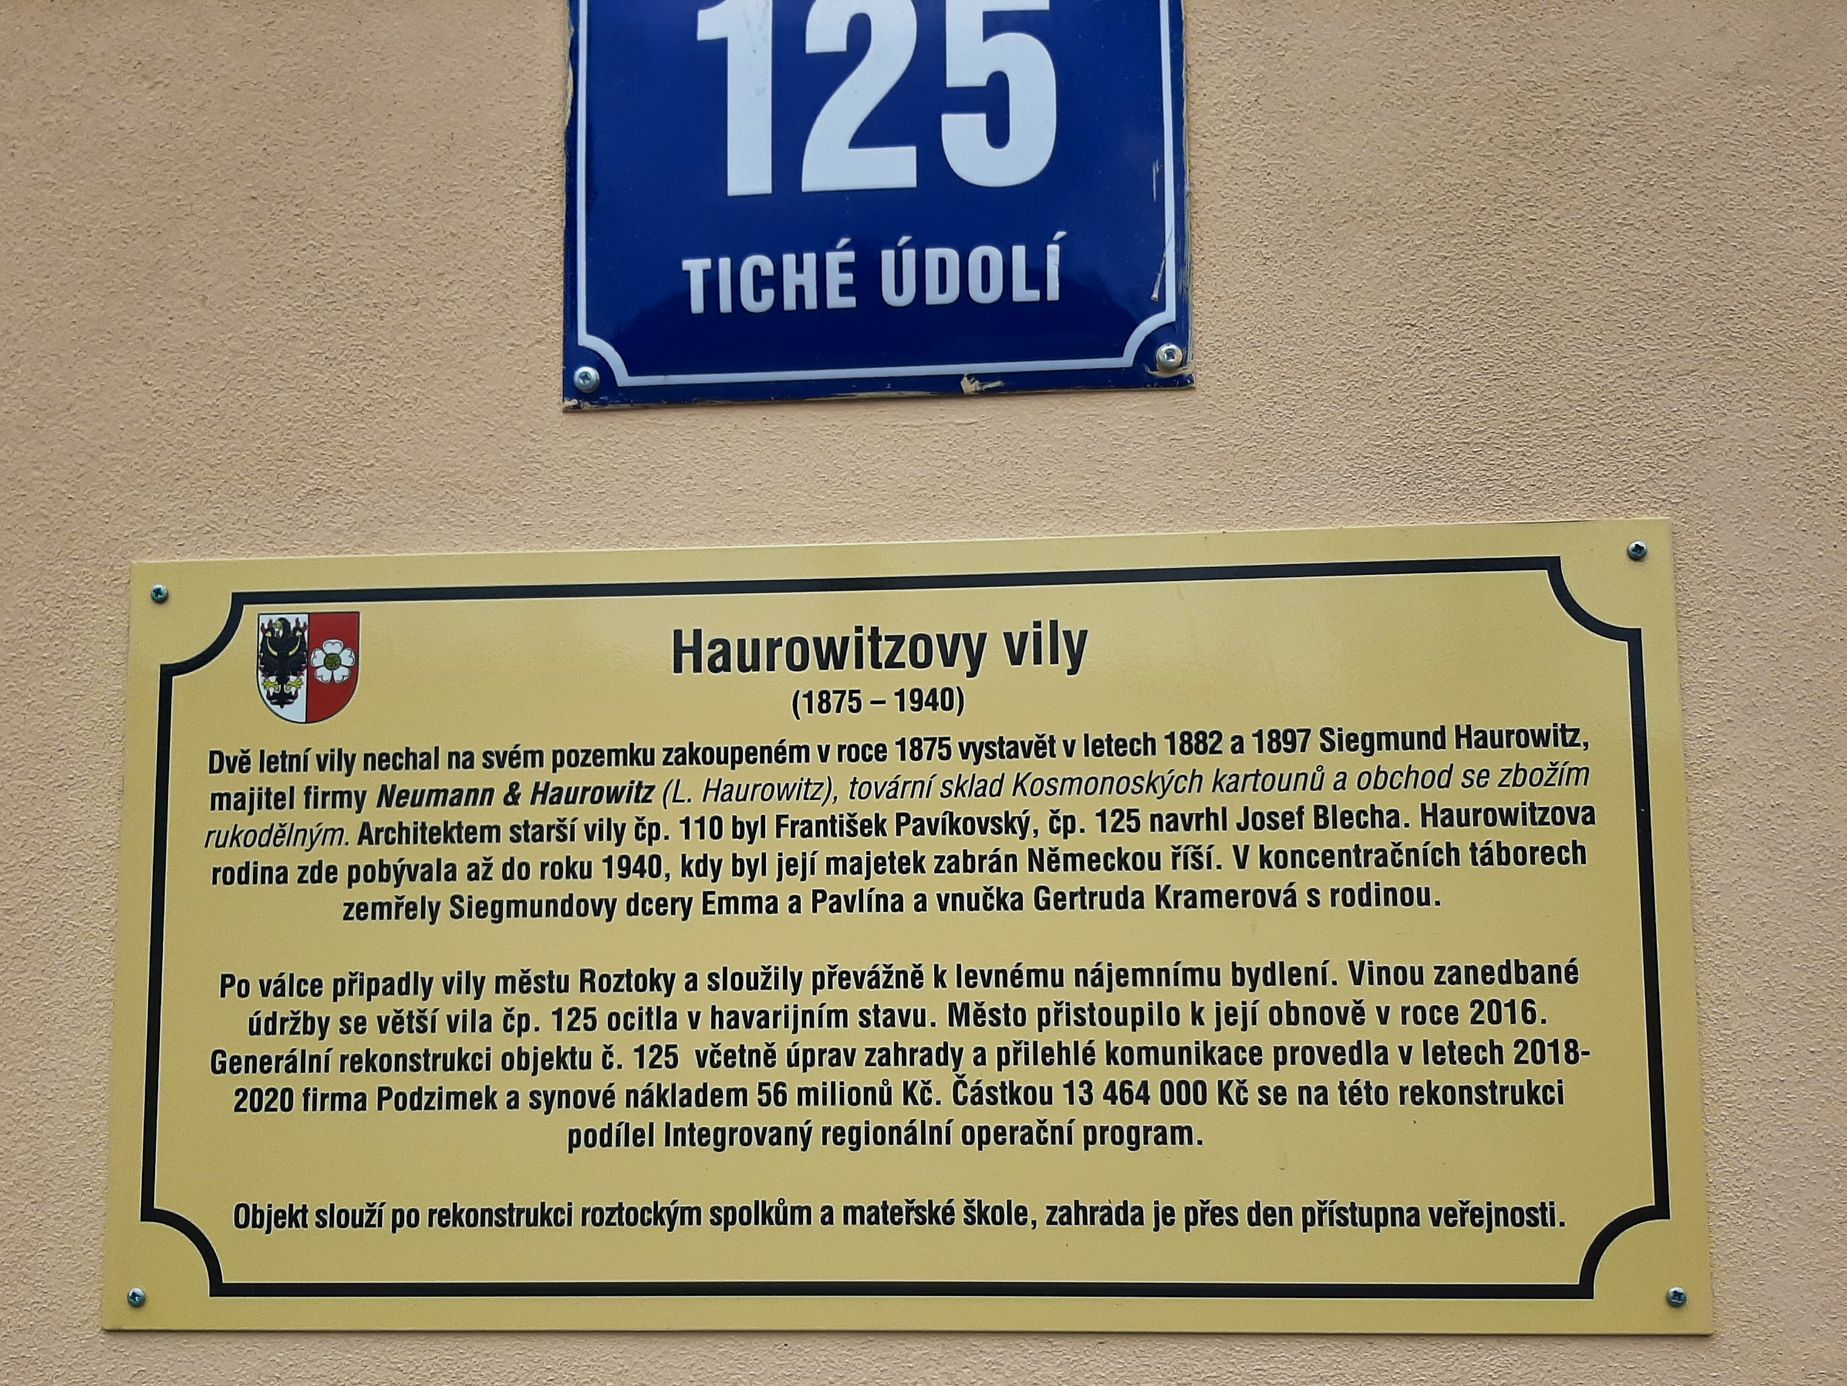 125
TICHÉ ÚDOLÍ
Haurowitzovy vily
(1875 – 1940)
Dvě letní vily nechal na svém pozemku zakoupeném v roce 1875 vystavět v letech 1882 a 1897 Siegmund Haurowitz,
majitel firmy Neumann & Haurowitz (L. Haurowitz), tovární sklad Kosmonoských kartounů a obchod se zbožím
rukodělným. Architektem starší vily čp. 110 byl František Pavíkovský, čp. 125 navrhl Josef Blecha. Haurowitzova
rodina zde pobývala až do roku 1940, kdy byl její majetek zabrán Německou říší. V koncentračních táborech
zemřely Siegmundovy dcery Emma a Pavlína a vnučka Gertruda Kramerová s rodinou.
Po válce připadly vily městu Roztoky a sloužily převážně k levnému nájemnímu bydlení. Vinou zanedbané
údržby se větší vila čp. 125 ocitla v havarijním stavu. Město přistoupilo k její obnově v roce 2016.
Generální rekonstrukci objektu č. 125 včetně úprav zahrady a přilehlé komunikace provedla v letech 2018-
2020 firma Podzimek a synové nákladem 56 milionů Kč. Částkou 13 464 000 Kč se na této rekonstrukci
podílel Integrovaný regionální operační program.
Objekt slouží po rekonstrukci roztockým spolkům a mateřské škole, zahrada je přes den přístupna veřejnosti.